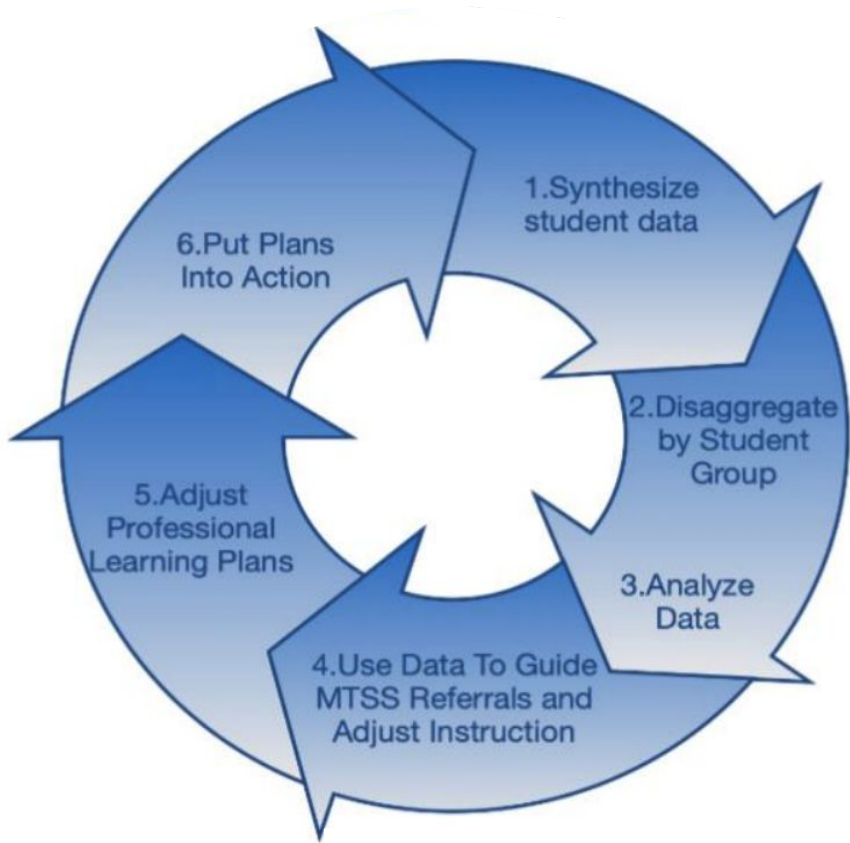 1.Synthesize
student data
2.Disaggregate
by Student
Group
3.Analyze
Data
4.Use Data To Guide
MTSS Referrals and
Adjust Instruction
5.Adjust
Professional
Learning Plans
6.Put Plans
Into Action